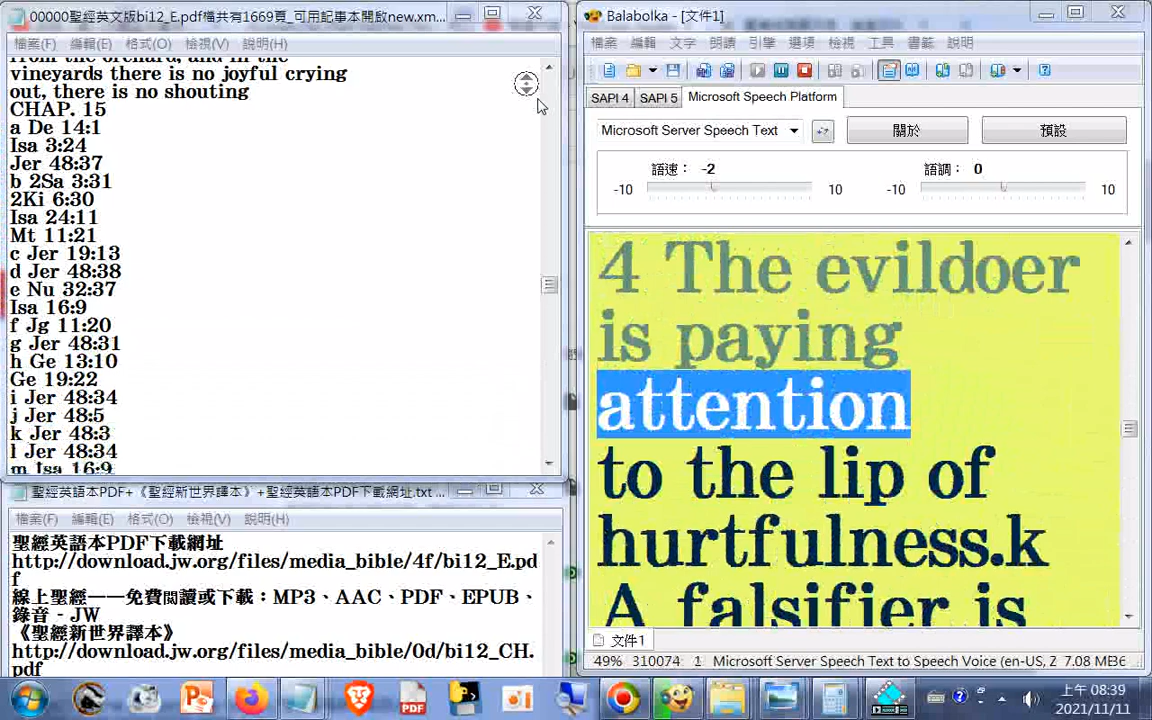 00000聖經英文版bi12_E.pdf檔共有1669頁_可用記事本開啟new.xm...
檔案(F) 編輯(E) 格式(O) 檢視(V) 說明(H)
from the orchard, and in the
vineyards there is no joyful crying
out, there is no shouting
CHAP. 15
a De 14:1
Isa 3:24
Jer 48:37
b 2Sa 3:31
2Ki 6:30
Isa 24:11
Mt 11:21
c Jer 19:13
d Jer 48:38
e Nu 32:37
Isa 16:9
f Jg 11:20
g Jer 48:31
h Ge 13:10
Ge 19:22
i Jer 48:34
j Jer 48:5
k Jer 48:3
l Jer 48:34
m Isa 16:9
聖經英語本PDF+《聖經新世界譯本》+聖經英語本PDF下載網址.txt ...
檔案(F) 編輯(E) 格式(O) 檢視(V) 說明(H)
聖經英語本PDF下載網址
http://download.jw.org/files/media_bible/4f/bi12_E.pd
f
線上聖經——免費閱讀或下載：MP3、AAC、PDF、EPUB、
錄音 - JW
《聖經新世界譯本》
http://download.jw.org/files/media_bible/0d/bi12_CH.
pdf
Balabolka - [文件1]
檔案 編輯 文字 朗讀 引擎 選項 檢視 工具 書籤 說明
SAPI 4 SAPI 5 Microsoft Speech Platform
Microsoft Server Speech Text 關於 預設
語速： -2 語調： 0
-10 10 -10 10
4 The evildoer
is paying
attention
to the lip of
hurtfulness.k
A falsifier is
文件1
49% 310074 1 Microsoff Server Speech Text to Speech Voice (en-US, 2 7.08 MB
上午 08:39
2021/11/11